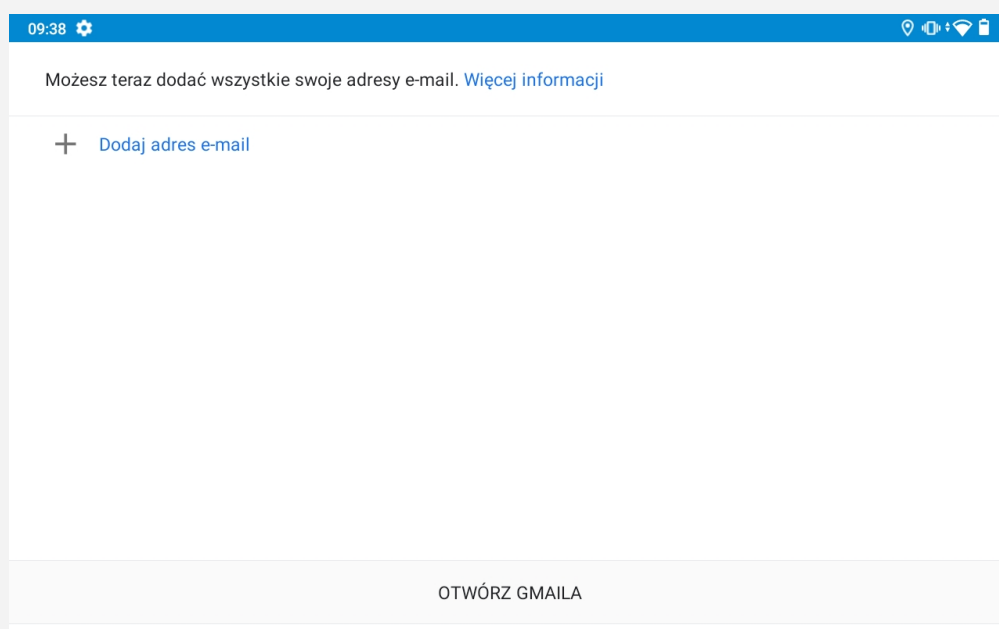 09:38
Możesz teraz dodać wszystkie swoje adresy e-mail. Więcej informacji
Dodaj adres e-mail
OTWÓRZ GMAILA